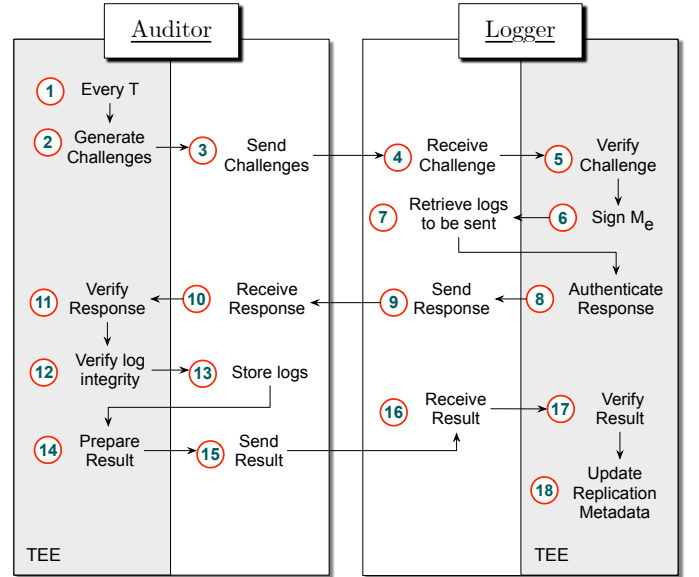 Auditor
Logger
1
Every T
2
Generate
Challenges
3
Send
Challenges
4
Receive
Challenge
5
Verify
Challenge
6
Sign Me
7
Retrieve logs
to be sent
8
Authenticate
Response
9
Send
Response
10
Receive
Response
11
Verify
Response
12
Verify log
integrity
13
Store logs
14
Prepare
Result
15
Send
Result
16
Receive
Result
17
Verify
Result
18
Update
Replication
Metadata
TEE
TEE